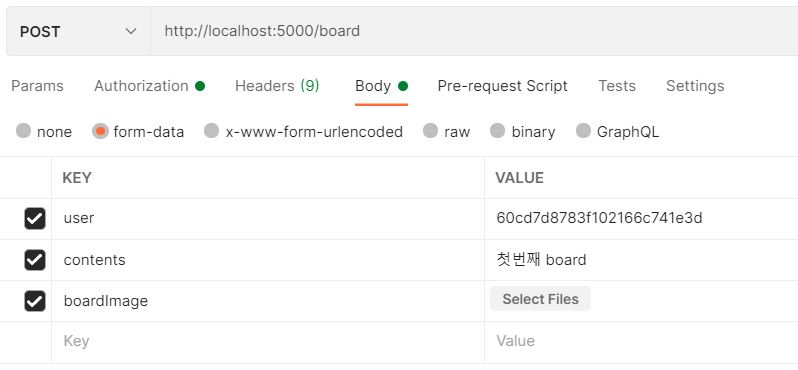 POST http://localhost:5000/board
Params Authorization Headers (9) Body Pre-request Script Tests Settings
none form-data x-www-form-urlencoded raw binary GraphQL
KEY VALUE
user 60cd7d8783f102166c741e3d
contents 첫번째 board
boardImage Select Files
Key Value